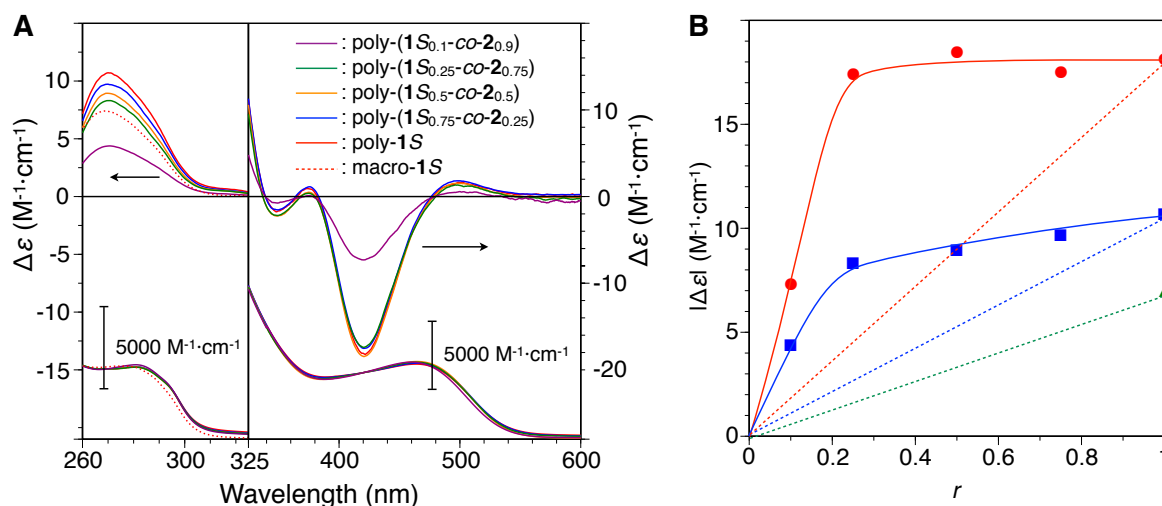 A
: poly-(1S0.1-co-20.9)
: poly-(1S0.25-co-20.75)
: poly-(1S0.5-co-20.5)
: poly-(1S0.75-co-20.25)
: poly-1S
: macro-1S
10
5
0
-5
-10
-15
Δε (M-1·cm-1)
5000 M-1·cm-1
10
0
-10
-20
Δε (M-1·cm-1)
5000 M-1·cm-1
260
300
325
400
500
600
Wavelength (nm)
B
|Δε| (M-1·cm-1)
15
10
5
0
0
0.2
0.4
0.6
0.8
r